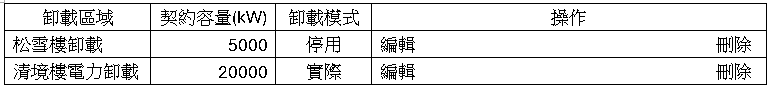 卸載區域 契約容量(kW) 卸載模式 操作
松雪樓卸載 5000 停用 編輯 刪除
清境樓電力卸載 20000 實際 編輯 刪除